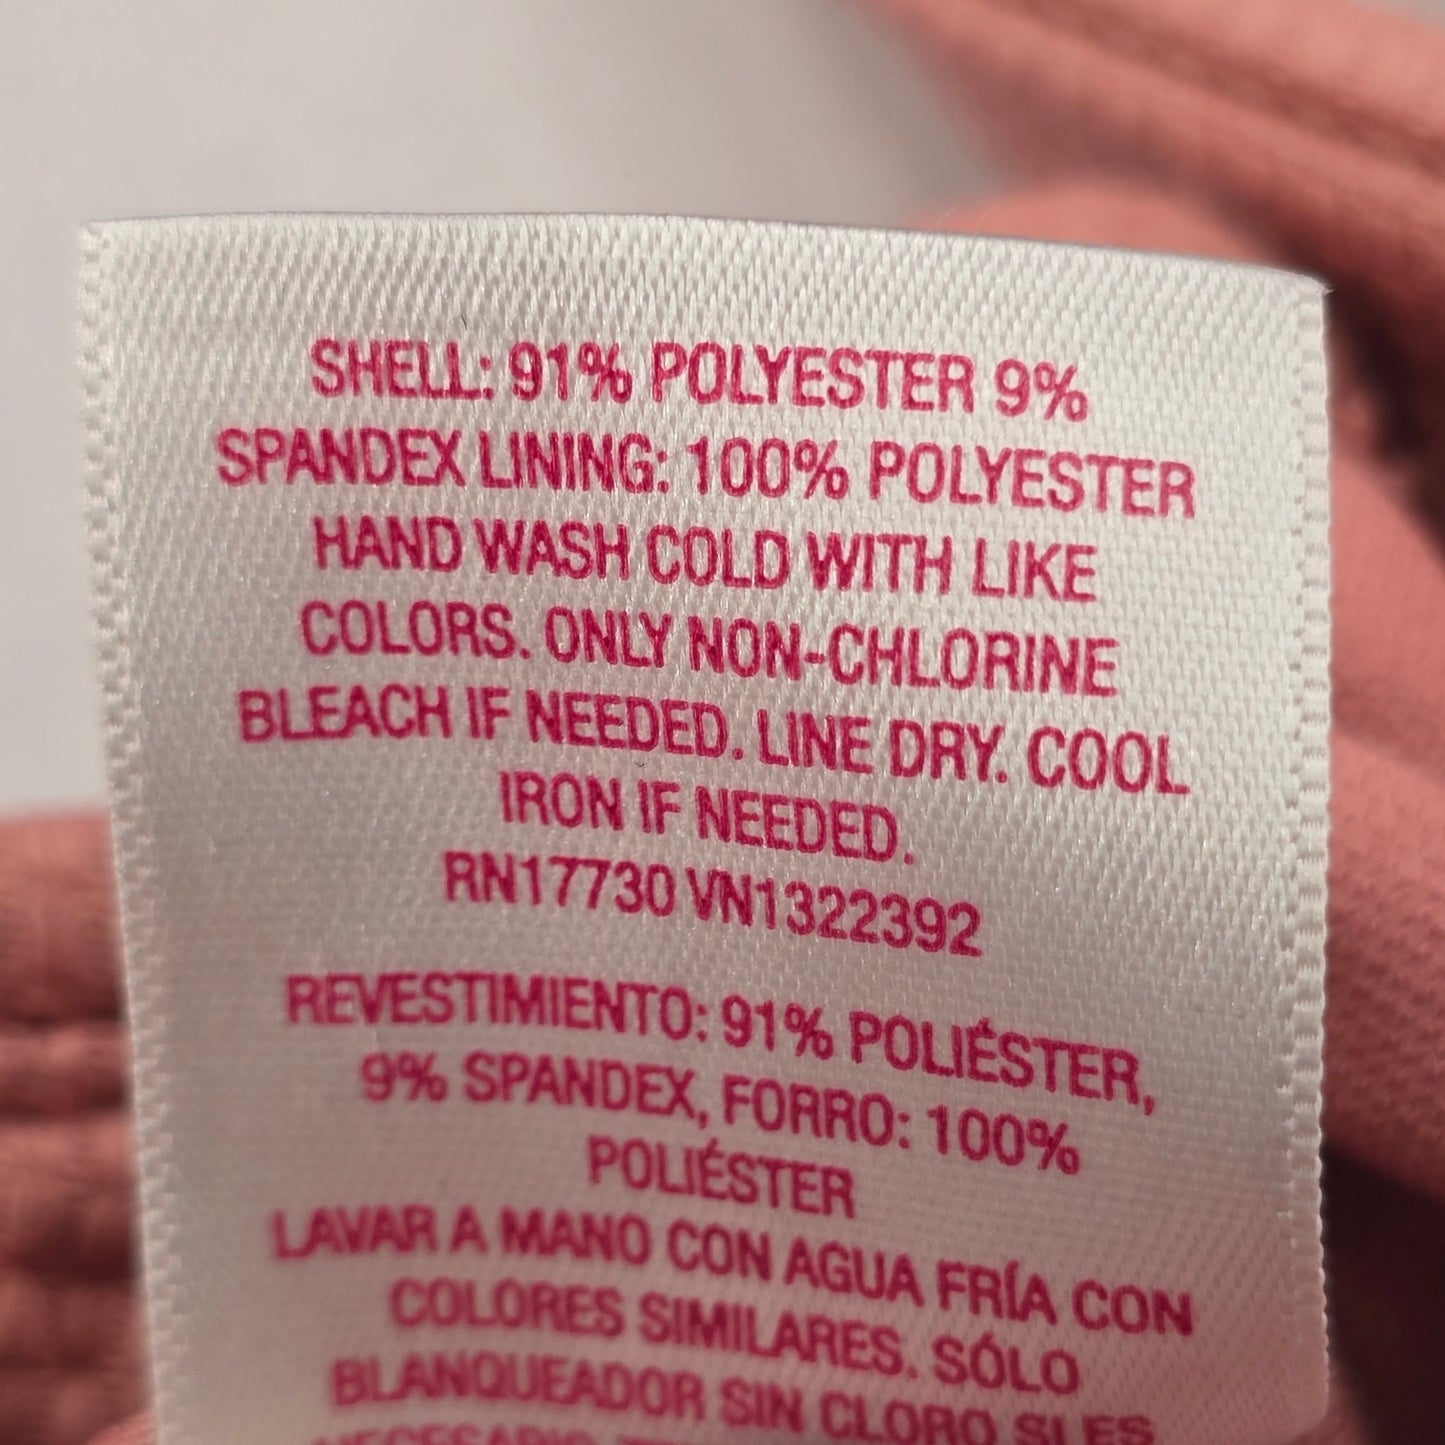 SHELL: 91% POLYESTER 9%
SPANDEX LINING: 100% POLYESTER
HAND WASH COLD WITH LIKE
COLORS. ONLY NON-CHLORINE
BLEACH IF NEEDED. LINE DRY. COOL
IRON IF NEEDED.
RN17730 VN1322392
REVESTIMIENTO: 91% POLIÉSTER,
9% SPANDEX, FORRO: 100%
POLIÉSTER
LAVAR A MANO CON AGUA FRÍA CON
COLORES SIMILARES. SÓLO
BLANQUEADOR SIN CLORO SI ES